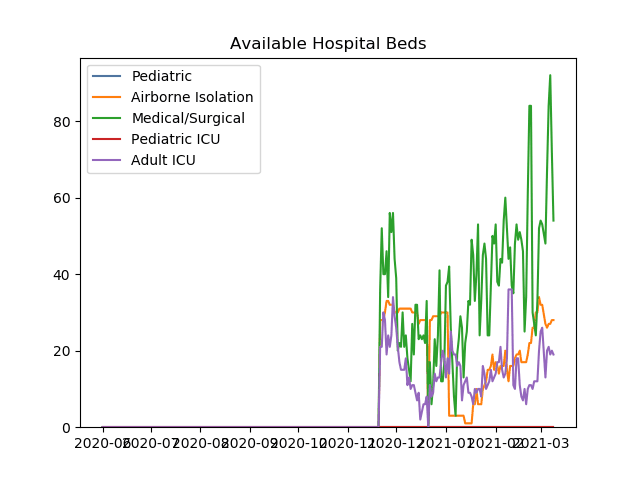 Available Hospital Beds
Pediatric
Airborne Isolation
Medical/Surgical
Pediatric ICU
Adult ICU
80
60
40
20
0
2020-06 2020-07 2020-08 2020-09 2020-10 2020-11 2020-12 2021-01 2021-02 2021-03